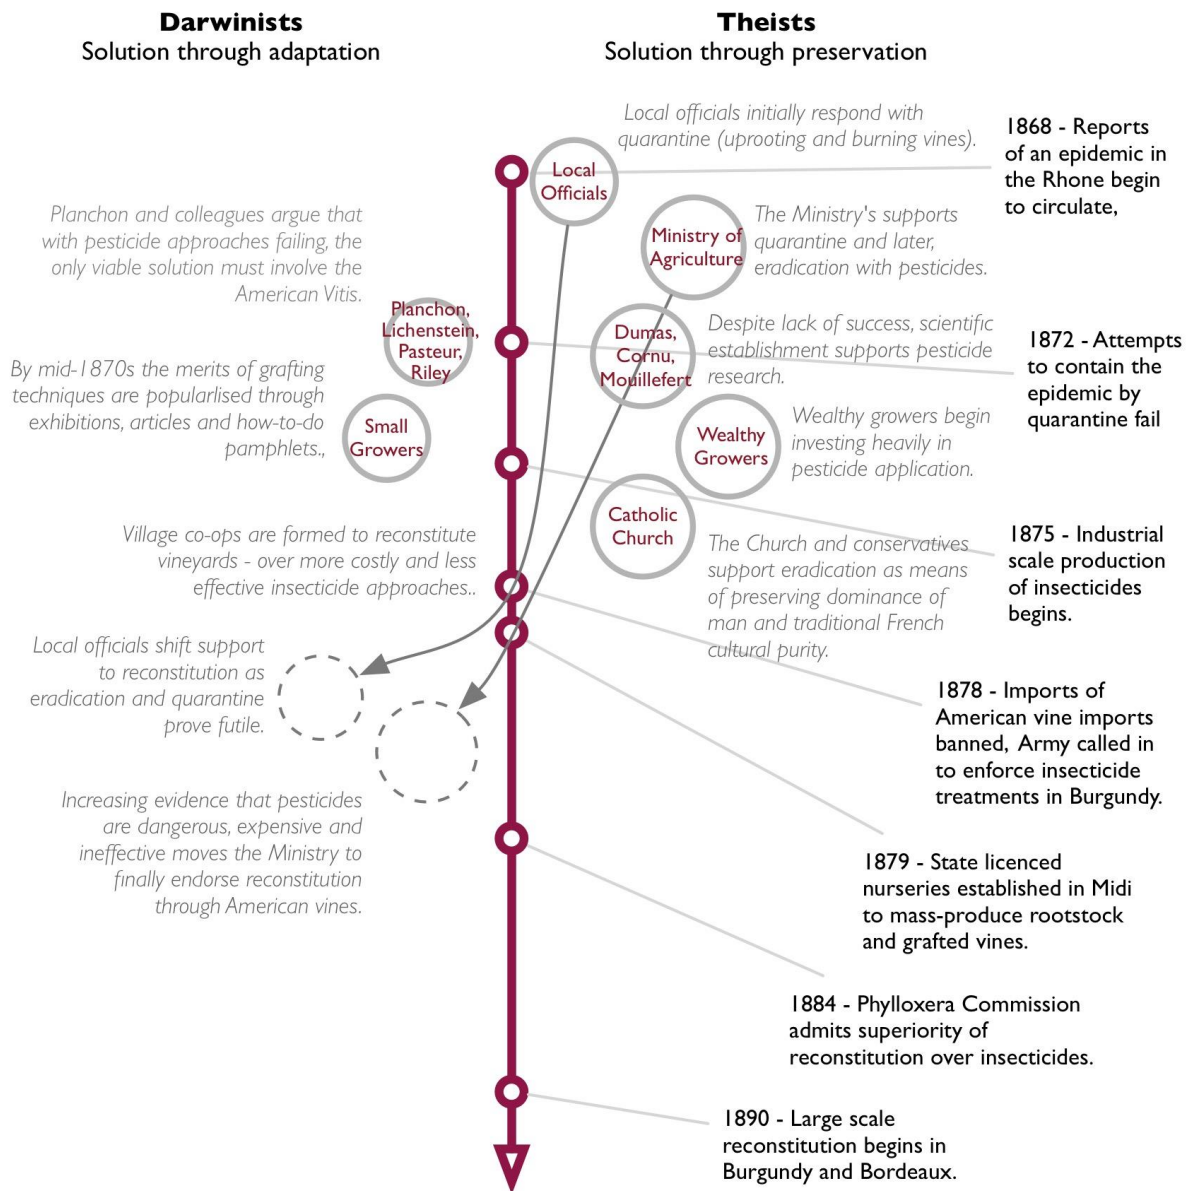 Darwinists
Solution through adaptation
Theists
Solution through preservation
Local officials initially respond with
quarantine (uprooting and burning vines).
1868 - Reports
of an epidemic in
the Rhone begin
to circulate,
Local
Officials
Planchon and colleagues argue that
with pesticide approaches failing, the
only viable solution must involve the
American Vitis.
Ministry of
Agriculture
The Ministry's supports
quarantine and later,
eradication with pesticides.
Planchon,
Lichenstein,
Pasteur,
Riley
Dumas,
Cornu,
Mouillefert
Despite lack of success, scientific
establishment supports pesticide
research.
1872 - Attempts
to contain the
epidemic by
quarantine fail
By mid-1870s the merits of grafting
techniques are popularised through
exhibitions, articles and how-to-do
pamphlets.,
Small
Growers
Wealthy
Growers
Wealthy growers begin
investing heavily in
pesticide application.
Catholic
Church
The Church and conservatives
support eradication as means
of preserving dominance of
man and traditional French
cultural purity.
1875 - Industrial
scale production
of insecticides
begins.
Village co-ops are formed to reconstitute
vineyards - over more costly and less
effective insecticide approaches..
Local officials shift support
to reconstitution as
eradication and quarantine
prove futile.
1878 - Imports of
American vine imports
banned, Army called in
to enforce insecticide
treatments in Burgundy.
Increasing evidence that pesticides
are dangerous, expensive and
ineffective moves the Ministry to
finally endorse reconstitution
through American vines.
1879 - State licenced
nurseries established in Midi
to mass-produce rootstock
and grafted vines.
1884 - Phylloxera Commission
admits superiority of
reconstitution over insecticides.
1890 - Large scale
reconstitution begins in
Burgundy and Bordeaux.